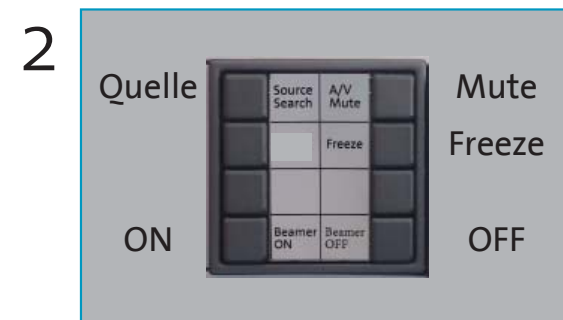 2
Quelle
Source
Search
A/V
Mute
Mute
Freeze
Freeze
ON
Beamer
ON
Beamer
OFF
OFF